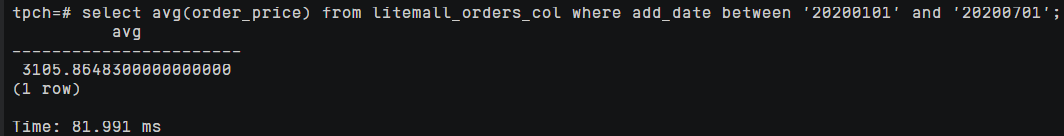 tpch=# select avg(order_price) from litemall_orders_col where add_date between '20200101' and '20200701';
avg
-----------------------
3105.8648300000000000
(1 row)
Time: 81.991 ms